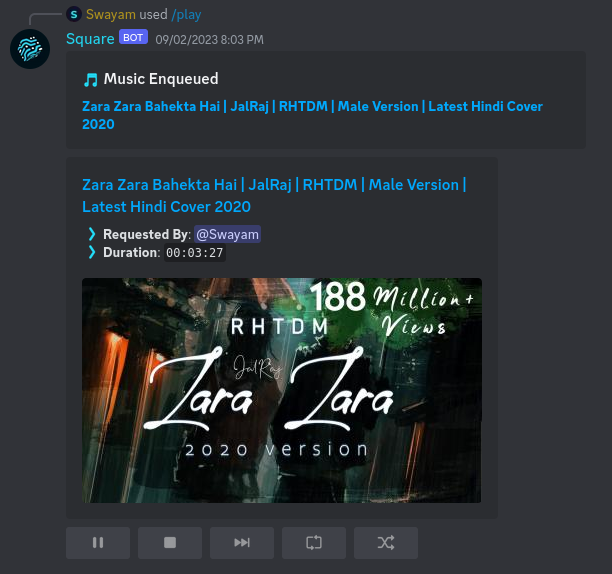 S Swayam used /play
Square BOT 09/02/2023 8:03 PM
Music Enqueued
Zara Zara Bahekta Hai | JalRaj | RHTDM | Male Version | Latest Hindi Cover
2020
Zara Zara Bahekta Hai | JalRaj | RHTDM | Male Version |
Latest Hindi Cover 2020
Requested By: @Swayam
Duration: 00:03:27
188 Million+
Views
RHTDM
JalRaj
Zara Zara
2020 version